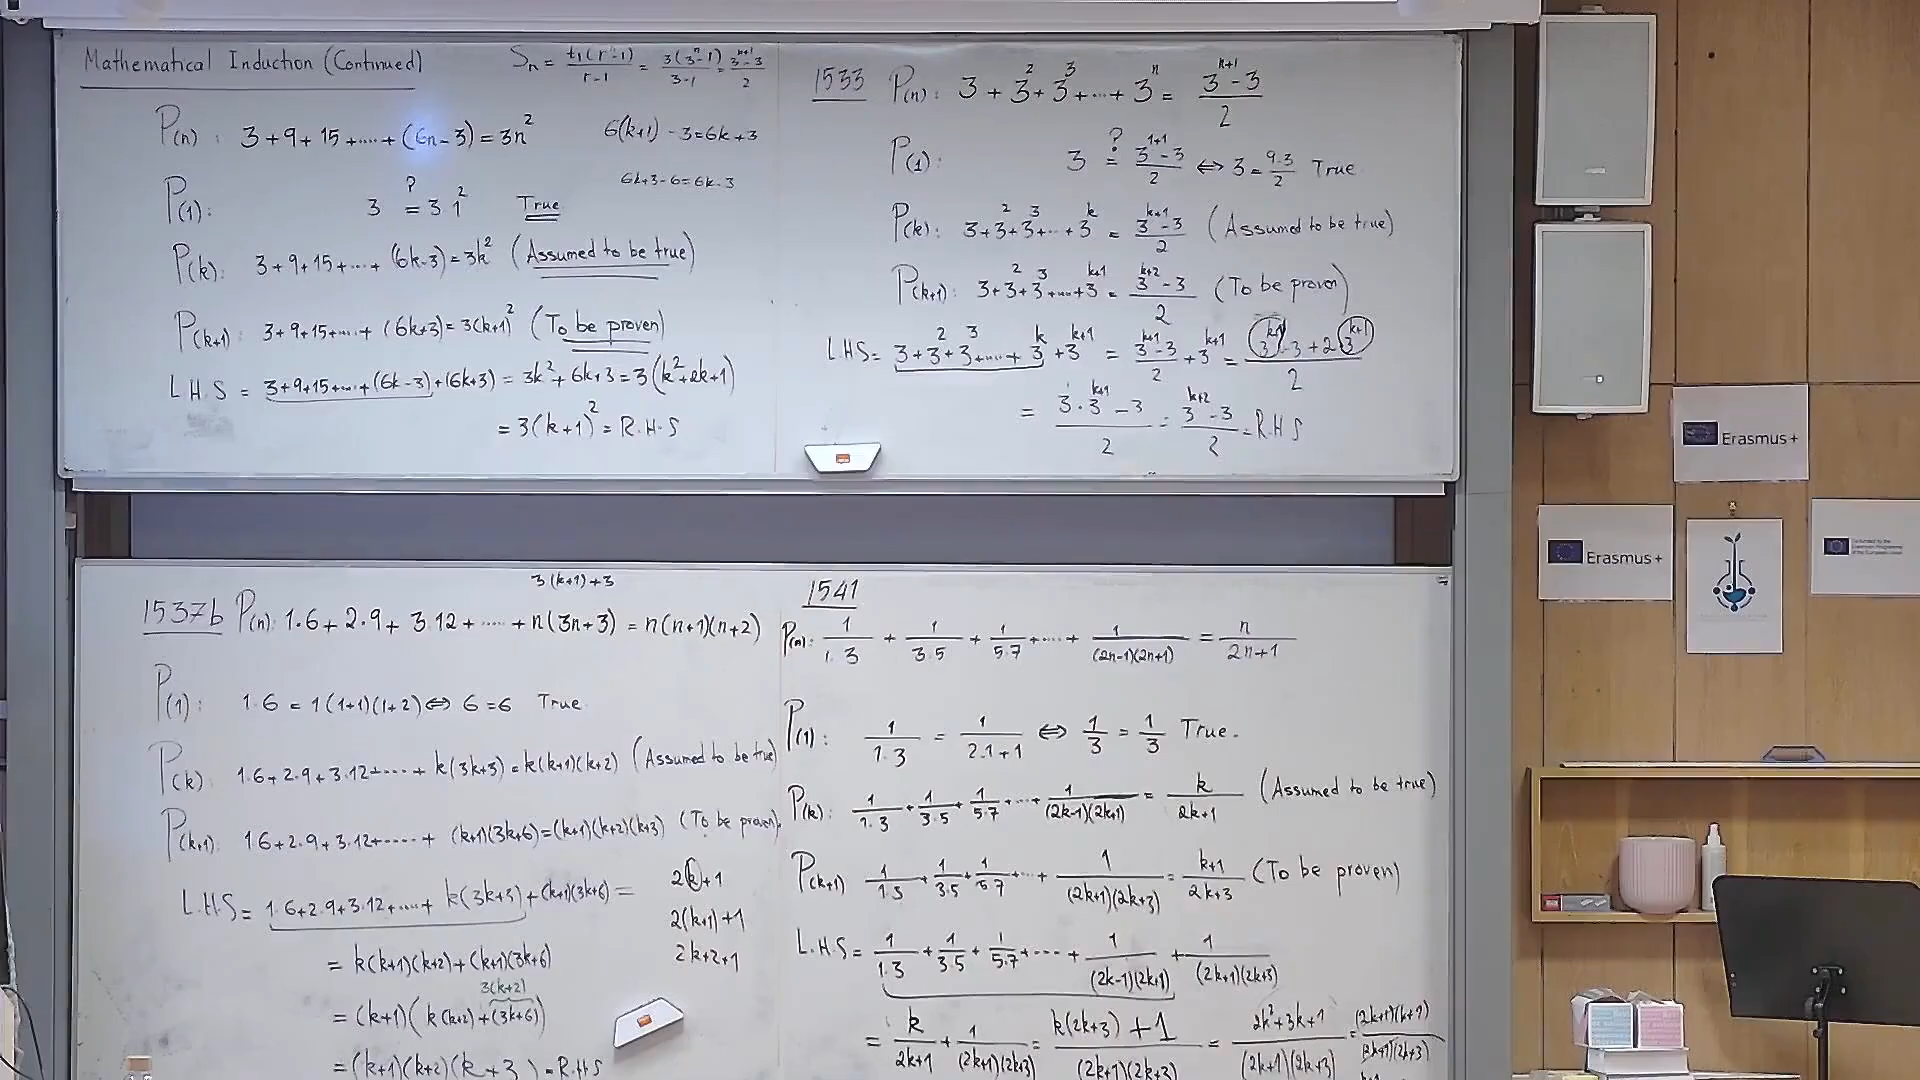 Mathematical Induction (Continued)
Sn = t1(rⁿ-1)/r-1 = 3(3ⁿ-1)/3-1 = 3^(n+1)-3/2
P(n): 3+9+15+.....+(6n-3) = 3n²
6(k+1)-3 = 6k+3
6k+3-6 = 6k-3
P(1): 3 ?= 3 1² True
P(k): 3+9+15+....+(6k-3) = 3k² (Assumed to be true)
P(k+1): 3+9+15+....+(6k+3) = 3(k+1)² (To be proven)
L.H.S = 3+9+15+....+(6k-3)+(6k+3) = 3k²+6k+3 = 3(k²+2k+1)
= 3(k+1)² = R.H.S
1533 P(n): 3+3²+3³+....+3ⁿ = (3^(n+1)-3)/2
P(1): 3 ?= (3^(1+1)-3)/2 ⇔ 3 = (9-3)/2 True
P(k): 3+3²+3³+....+3^k = (3^(k+1)-3)/2 (Assumed to be true)
P(k+1): 3+3²+3³+....+3^(k+1) = (3^(k+2)-3)/2 (To be proven)
L.H.S = 3+3²+3³+....+3^k+3^(k+1) = (3^(k+1)-3)/2 + 3^(k+1) = (3^(k+1)-3+2·3^(k+1))/2
= (3·3^(k+1)-3)/2 = (3^(k+2)-3)/2 = R.H.S
3(k+1)+3
1537b P(n): 1.6+2.9+3.12+.....+n(3n+3) = n(n+1)(n+2)
P(1): 1.6 = 1(1+1)(1+2) ⇔ 6=6 True
P(k): 1.6+2.9+3.12+.....+k(3k+3) = k(k+1)(k+2) (Assumed to be true)
P(k+1): 1.6+2.9+3.12+.....+(k+1)(3k+6) = (k+1)(k+2)(k+3) (To be proven)
L.H.S = 1.6+2.9+3.12+.....+k(3k+3)+(k+1)(3k+6) =
= k(k+1)(k+2)+(k+1)(3k+6)
3(k+2)
= (k+1)(k(k+2)+(3k+6))
= (k+1)(k+2)(k+3) = R.H.S
2k+1
2(k+1)+1
2k+2+1
1541
P(n): 1/1.3 + 1/3.5 + 1/5.7 +....+ 1/(2n-1)(2n+1) = n/2n+1
P(1): 1/1.3 = 1/2.1+1 ⇔ 1/3 = 1/3 True.
P(k): 1/1.3 + 1/3.5 + 1/5.7 +...+ 1/(2k-1)(2k+1) = k/2k+1 (Assumed to be true)
P(k+1) 1/1.3 + 1/3.5 + 1/5.7 +...+ 1/(2k+1)(2k+3) = k+1/2k+3 (To be proven)
L.H.S = 1/1.3 + 1/3.5 + 1/5.7 +....+ 1/(2k-1)(2k+1) + 1/(2k+1)(2k+3)
= k/2k+1 + 1/(2k+1)(2k+3) = k(2k+3)+1/(2k+1)(2k+3) = 2k²+3k+1/(2k+1)(2k+3) = (2k+1)(k+1)/(2k+1)(2k+3)
Erasmus+
Erasmus+